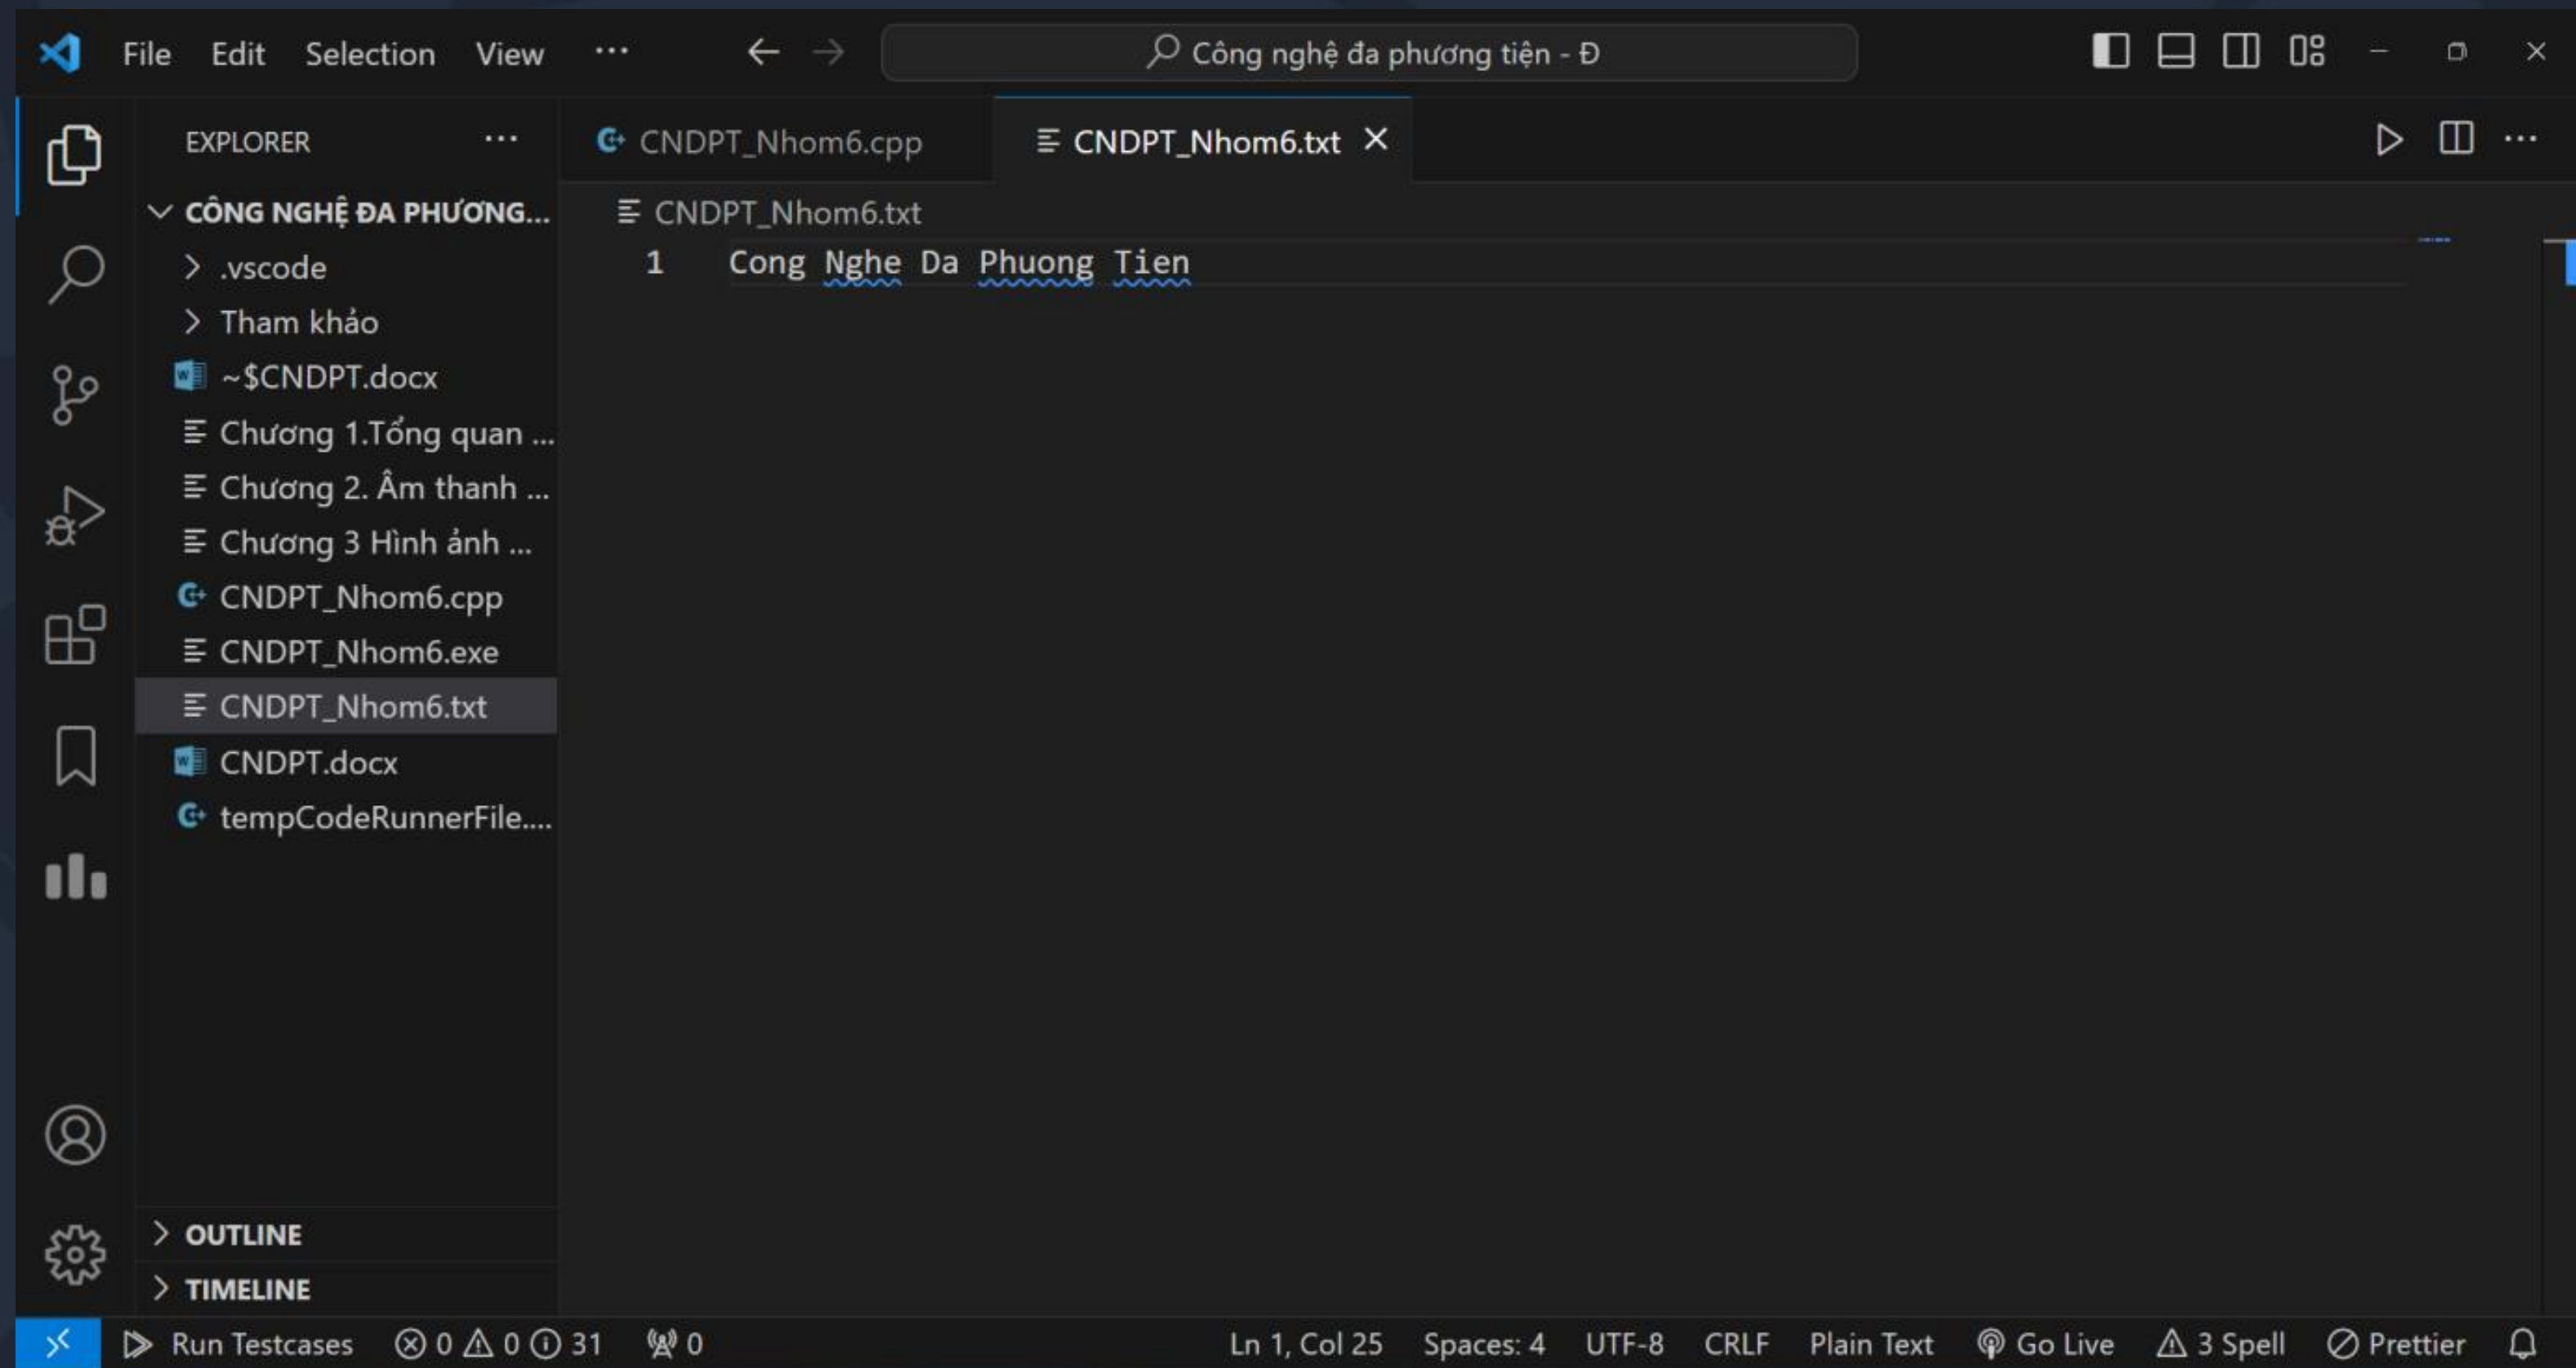 File Edit Selection View ··· Công nghệ đa phương tiện - Đ
EXPLORER ···
CNDPT_Nhom6.cpp
CNDPT_Nhom6.txt
CÔNG NGHỆ ĐA PHƯƠNG...
.vscode
Tham khảo
~$CNDPT.docx
Chương 1.Tổng quan ...
Chương 2. Âm thanh ...
Chương 3 Hình ảnh ...
CNDPT_Nhom6.cpp
CNDPT_Nhom6.exe
CNDPT_Nhom6.txt
CNDPT.docx
tempCodeRunnerFile....
OUTLINE
TIMELINE
CNDPT_Nhom6.txt
1 Cong Nghe Da Phuong Tien
Run Testcases 0 0 31 0 Ln 1, Col 25 Spaces: 4 UTF-8 CRLF Plain Text Go Live 3 Spell Prettier